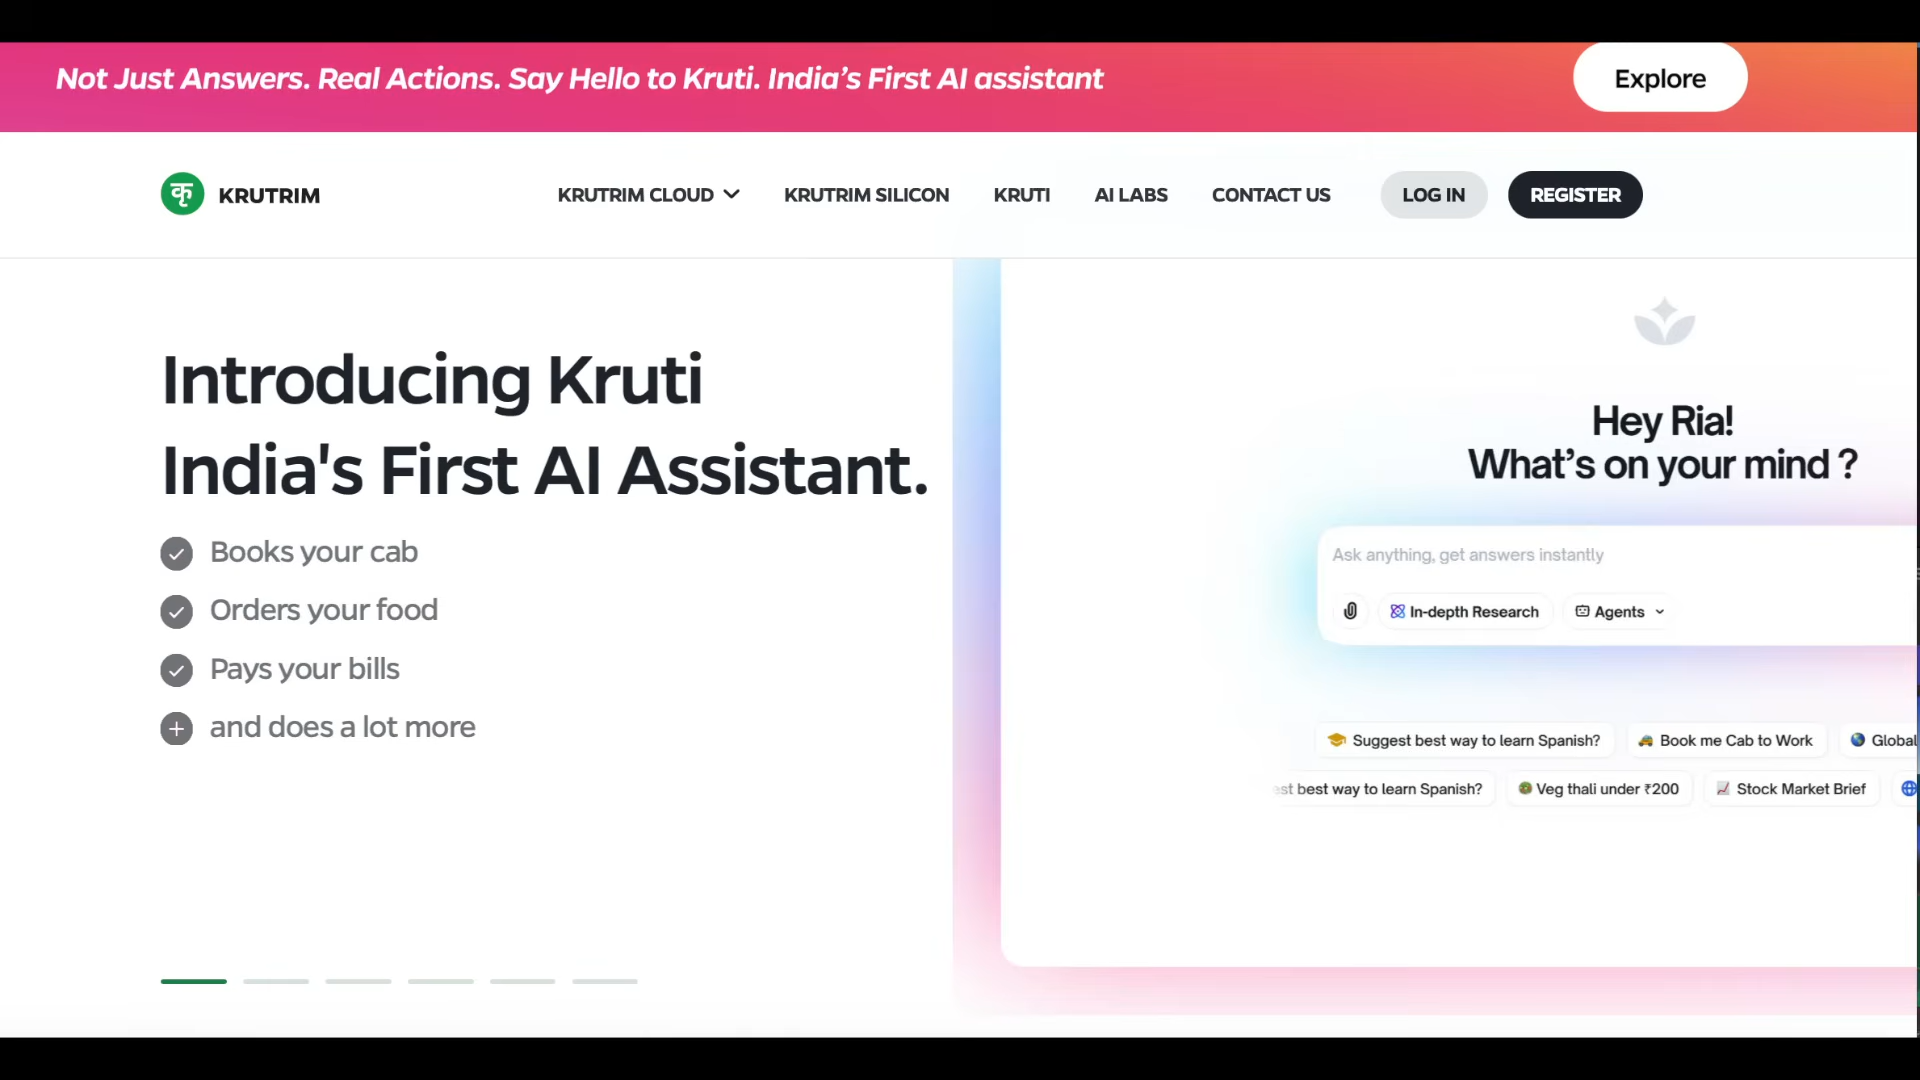 Not Just Answers. Real Actions. Say Hello to Kruti. India’s First AI assistant
Explore
कृ KRUTRIM
KRUTRIM CLOUD
KRUTRIM SILICON
KRUTI
AI LABS
CONTACT US
LOG IN
REGISTER
Introducing Kruti
India's First AI Assistant.
Books your cab
Orders your food
Pays your bills
and does a lot more
Hey Ria!
What’s on your mind ?
Ask anything, get answers instantly
In-depth Research
Agents
Suggest best way to learn Spanish?
Book me Cab to Work
Global
best way to learn Spanish?
Veg thali under ₹200
Stock Market Brief